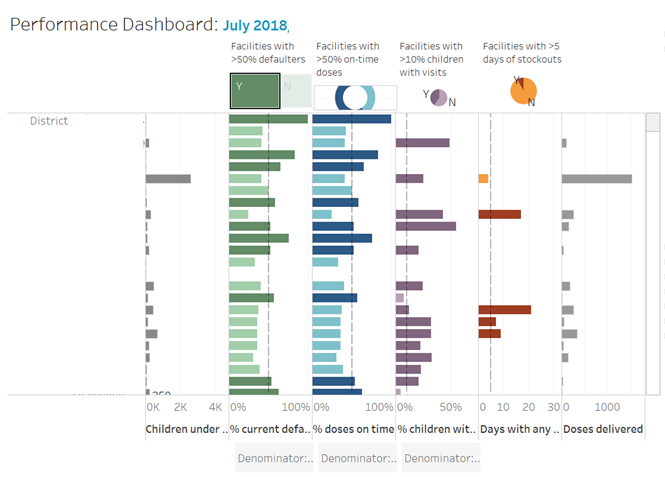 Performance Dashboard: July 2018,
Facilities with >50% defaulters
Facilities with >50% on-time doses
Facilities with >10% children with visits
Facilities with >5 days of stockouts
Y N
Y N
Y N
District
0K 2K 4K
0% 100%
0% 100%
0% 50%
0 10 20 30
0 1000
Children under ..
% current defa..
% doses on time
% children wit..
Days with any ...
Doses delivered
Denominator:..
Denominator:..
Denominator:..